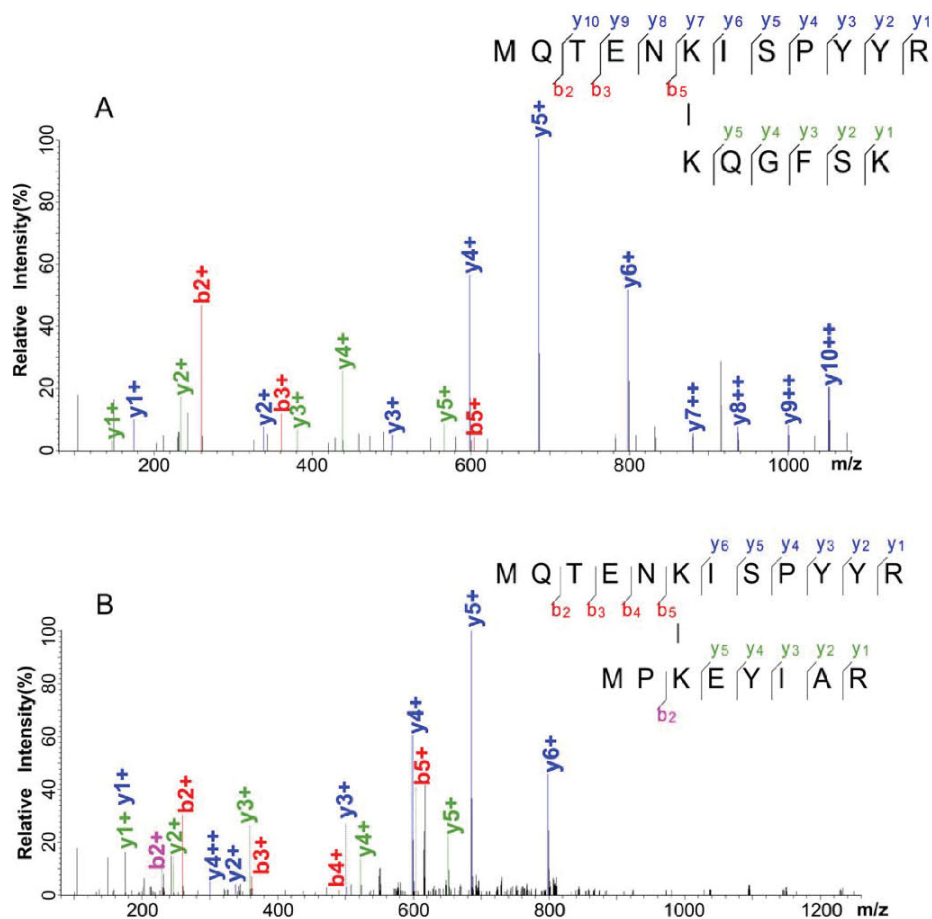 y10 y9 y8 y7 y6 y5 y4 y3 y2 y1
M Q T E N K I S P Y Y R
b2 b3 b5
A
y5 y4 y3 y2 y1
K Q G F S K
Relative Intensity(%)
100
80
60
40
20
0
y1+ y1+ y2+ b2+ y2+ b3+ y3+ y4+ y3+ y5+ b5+ y4+ y5+ y6+ y7++ y8++ y9++ y10++
200 400 600 800 1000 m/z
y6 y5 y4 y3 y2 y1
M Q T E N K I S P Y Y R
b2 b3 b4 b5
B
y5 y4 y3 y2 y1
M P K E Y I A R
b2
Relative Intensity(%)
100
80
60
40
20
0
y1+ y1+ b2+ y2+ b2+ y4++ y2+ y3+ b3+ b4+ y3+ y4+ y4+ b5+ y5+ y5+ y6+
200 400 600 800 1000 1200 m/z